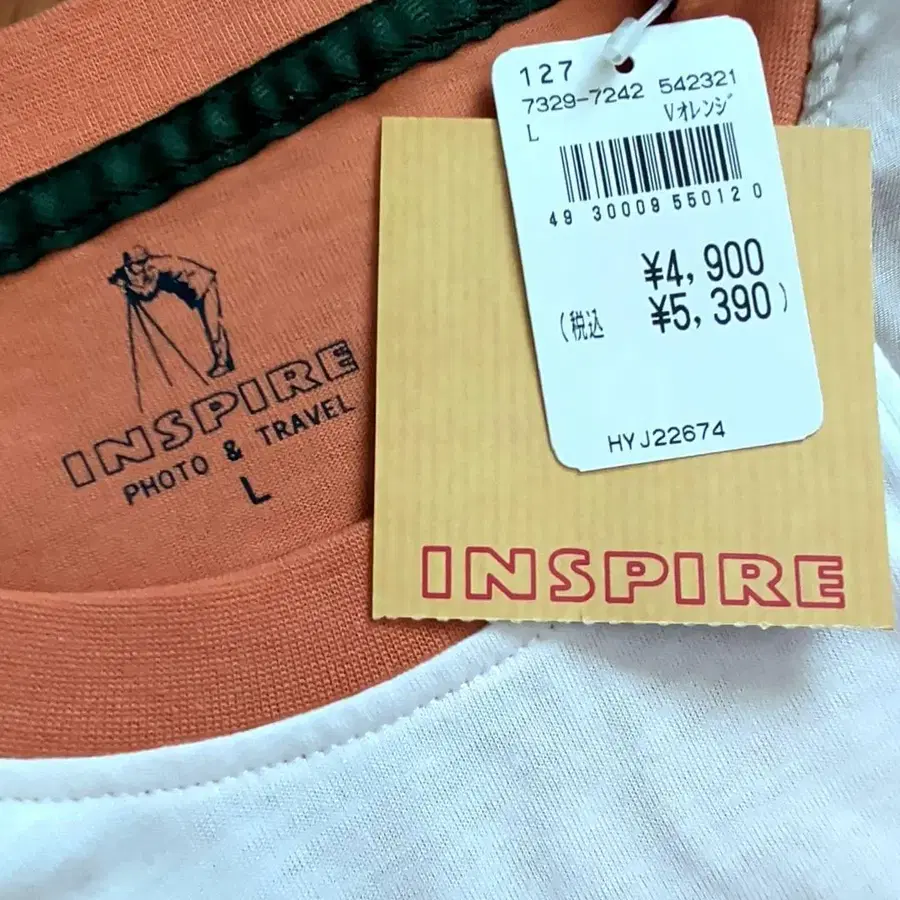 127
7329-7242 542321
L Vオレンジ
49 30009 55012 0
¥4,900
(税込 ¥5,390)
HYJ22674
INSPIRE
INSPIRE
PHOTO & TRAVEL
L